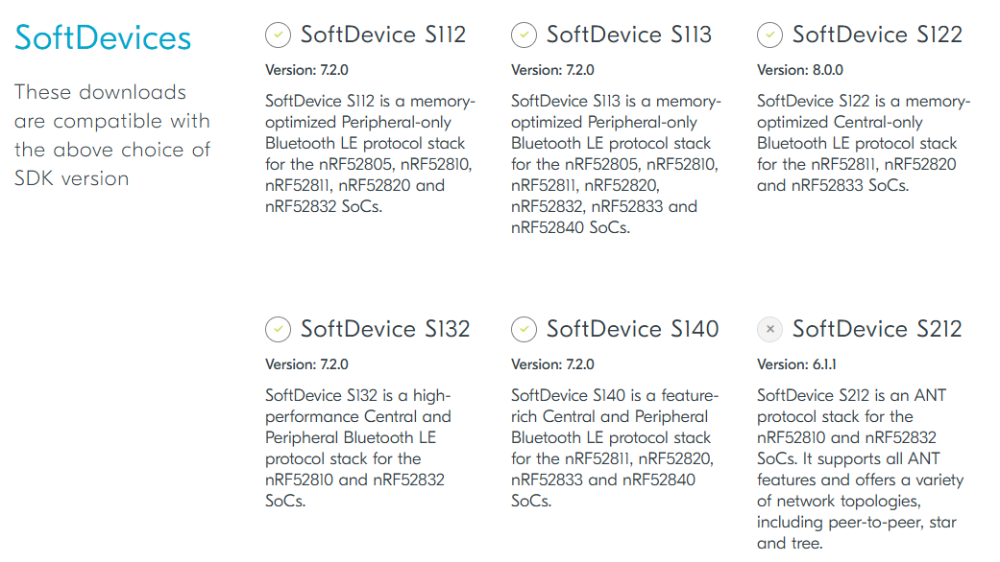 SoftDevices
These downloads
are compatible with
the above choice of
SDK version
SoftDevice S112
Version: 7.2.0
SoftDevice S112 is a memory-
optimized Peripheral-only
Bluetooth LE protocol stack
for the nRF52805, nRF52810,
nRF52811, nRF52820 and
nRF52832 SoCs.
SoftDevice S113
Version: 7.2.0
SoftDevice S113 is a memory-
optimized Peripheral-only
Bluetooth LE protocol stack
for the nRF52805, nRF52810,
nRF52811, nRF52820,
nRF52832, nRF52833 and
nRF52840 SoCs.
SoftDevice S122
Version: 8.0.0
SoftDevice S122 is a memory-
optimized Central-only
Bluetooth LE protocol stack
for the nRF52811, nRF52820
and nRF52833 SoCs.
SoftDevice S132
Version: 7.2.0
SoftDevice S132 is a high-
performance Central and
Peripheral Bluetooth LE
protocol stack for the
nRF52810 and nRF52832
SoCs.
SoftDevice S140
Version: 7.2.0
SoftDevice S140 is a feature-
rich Central and Peripheral
Bluetooth LE protocol stack
for the nRF52811, nRF52820,
nRF52833 and nRF52840
SoCs.
SoftDevice S212
Version: 6.1.1
SoftDevice S212 is an ANT
protocol stack for the
nRF52810 and nRF52832
SoCs. It supports all ANT
features and offers a variety
of network topologies,
including peer-to-peer, star
and tree.